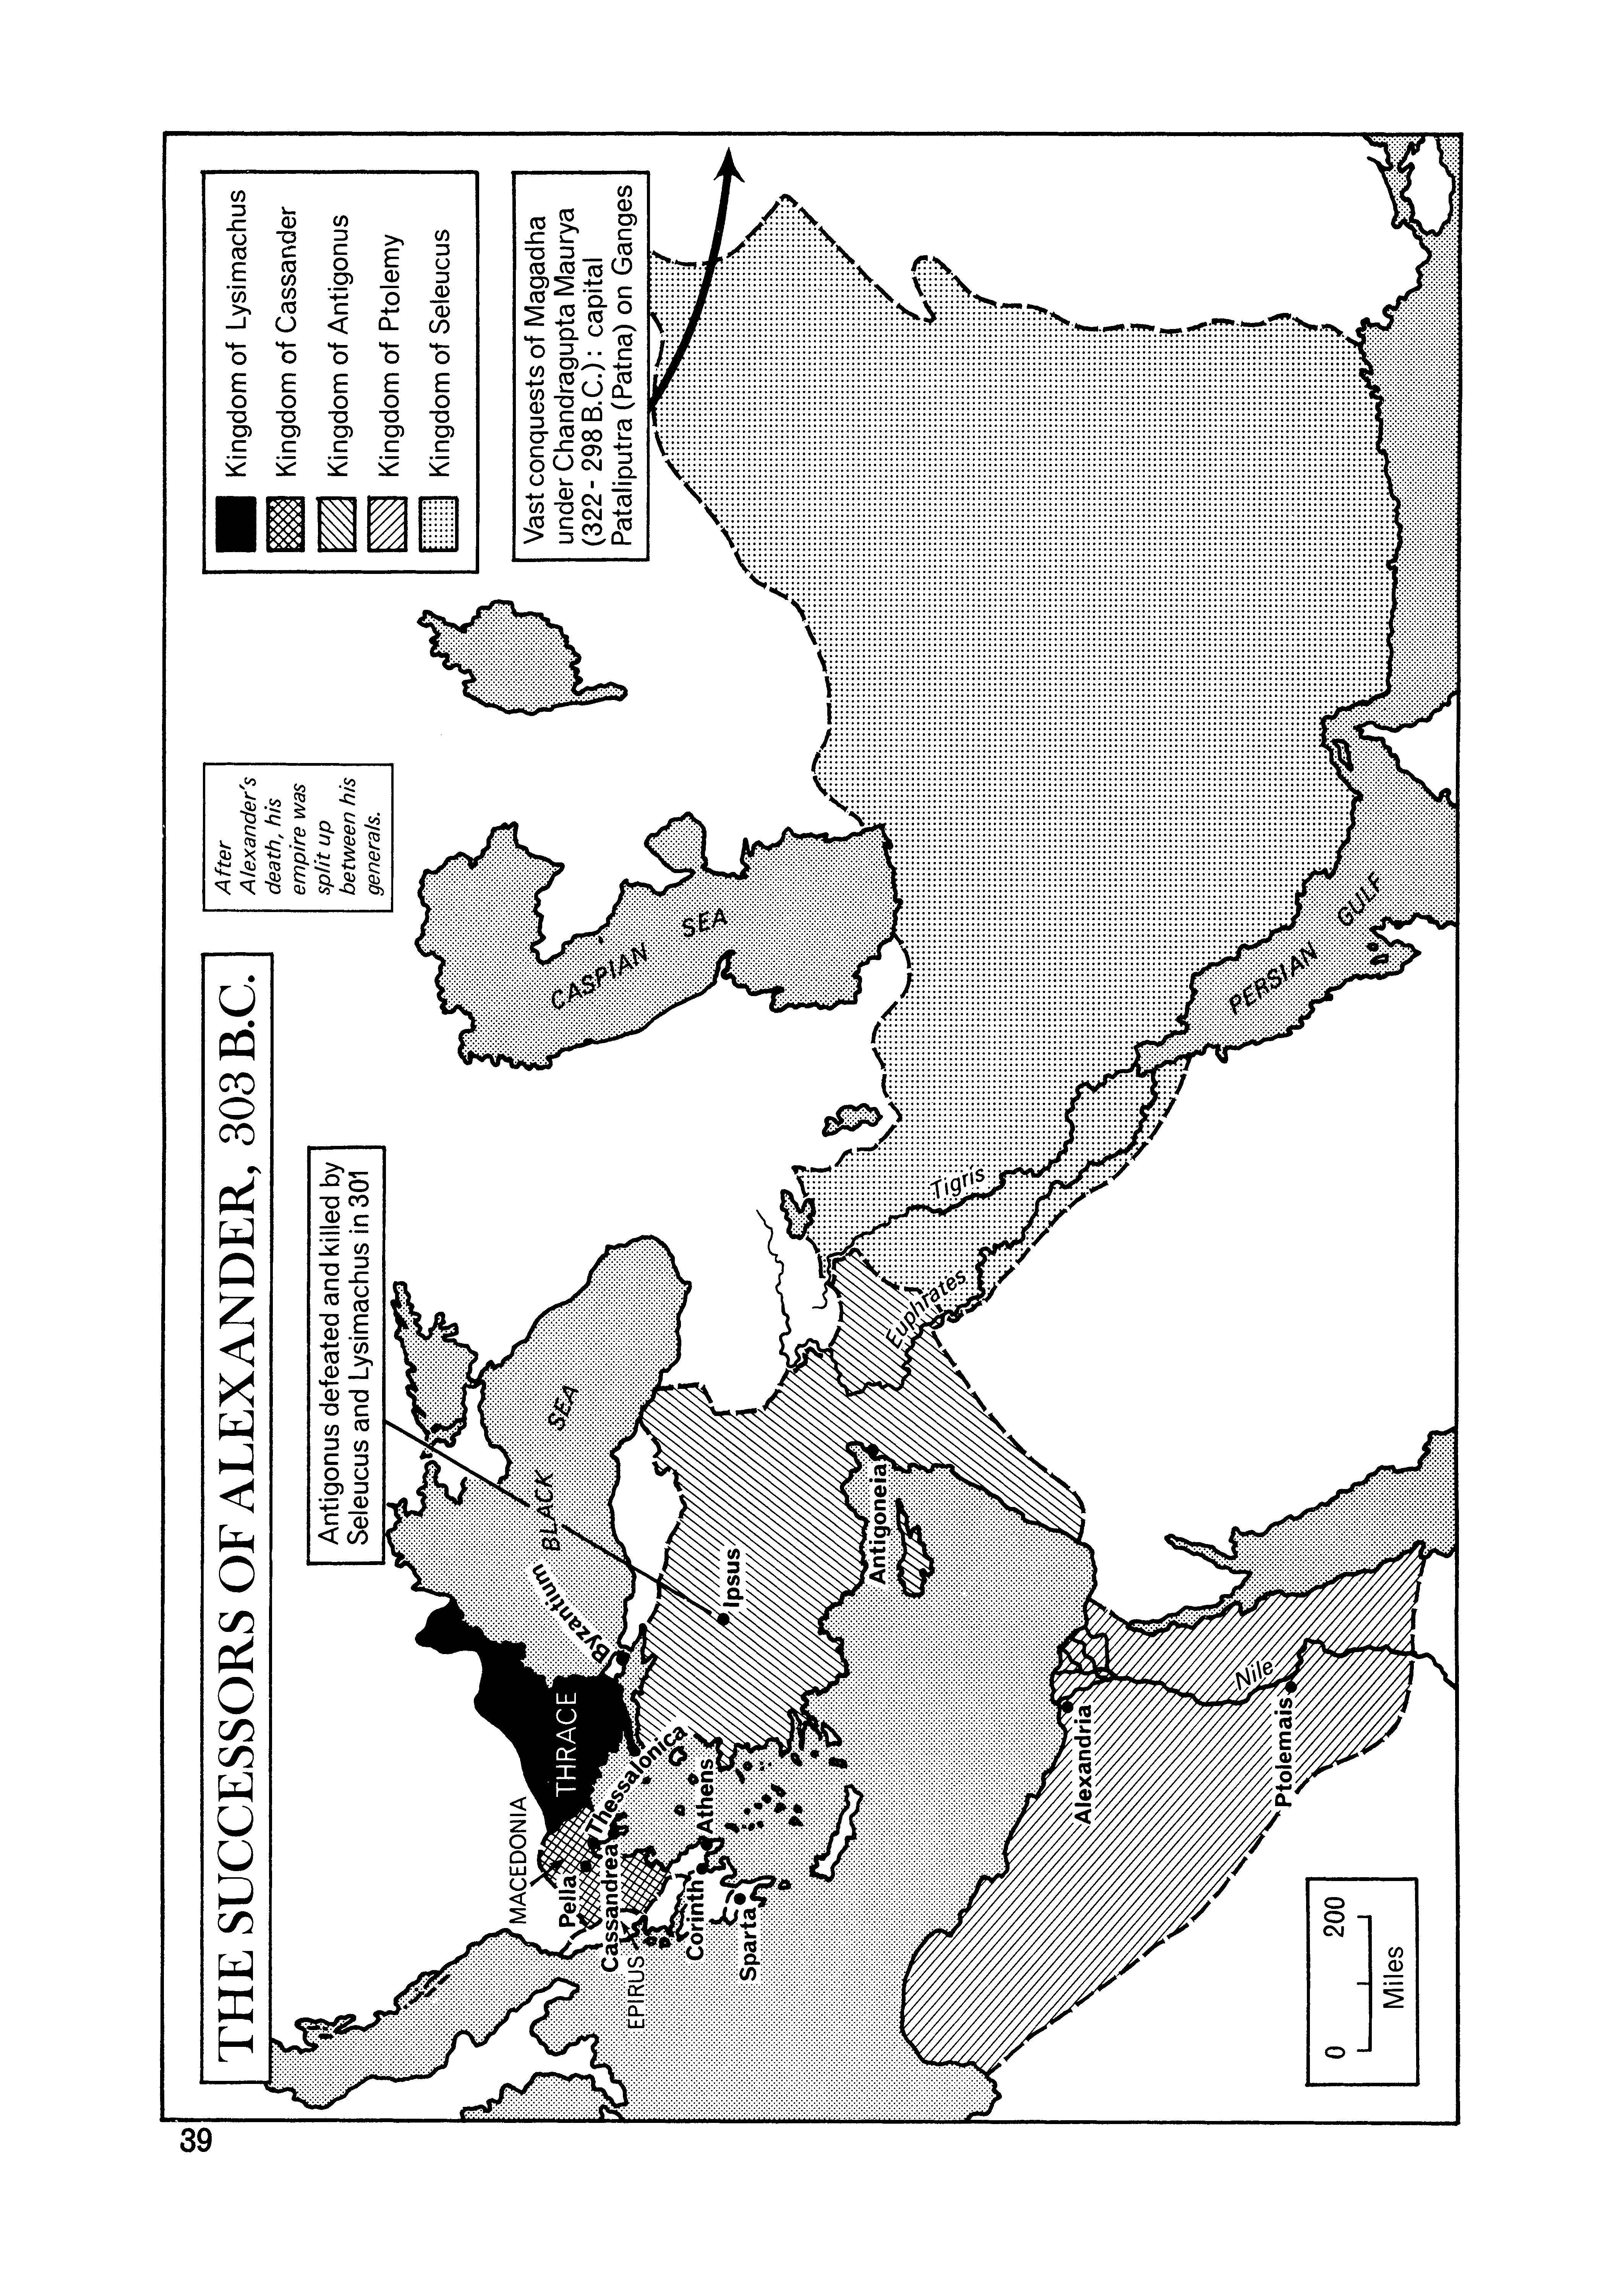 THE SUCCESSORS OF ALEXANDER, 303 B.C.
After
Alexander's
death, his
empire was
split up
between his
generals.
Kingdom of Lysimachus
Kingdom of Cassander
Kingdom of Antigonus
Kingdom of Ptolemy
Kingdom of Seleucus
Antigonus defeated and killed by
Seleucus and Lysimachus in 301
Vast conquests of Magadha
under Chandragupta Maurya
(322 - 298 B.C.) : capital
Pataliputra (Patna) on Ganges
CASPIAN SEA
BLACK SEA
Byzantium
THRACE
MACEDONIA
Pella
Thessalonica
Cassandrea
EPIRUS
Corinth
Athens
Sparta
Ipsus
Antigoneia
Euphrates
Tigris
PERSIAN GULF
Alexandria
Nile
Ptolemais
0 200
Miles
39